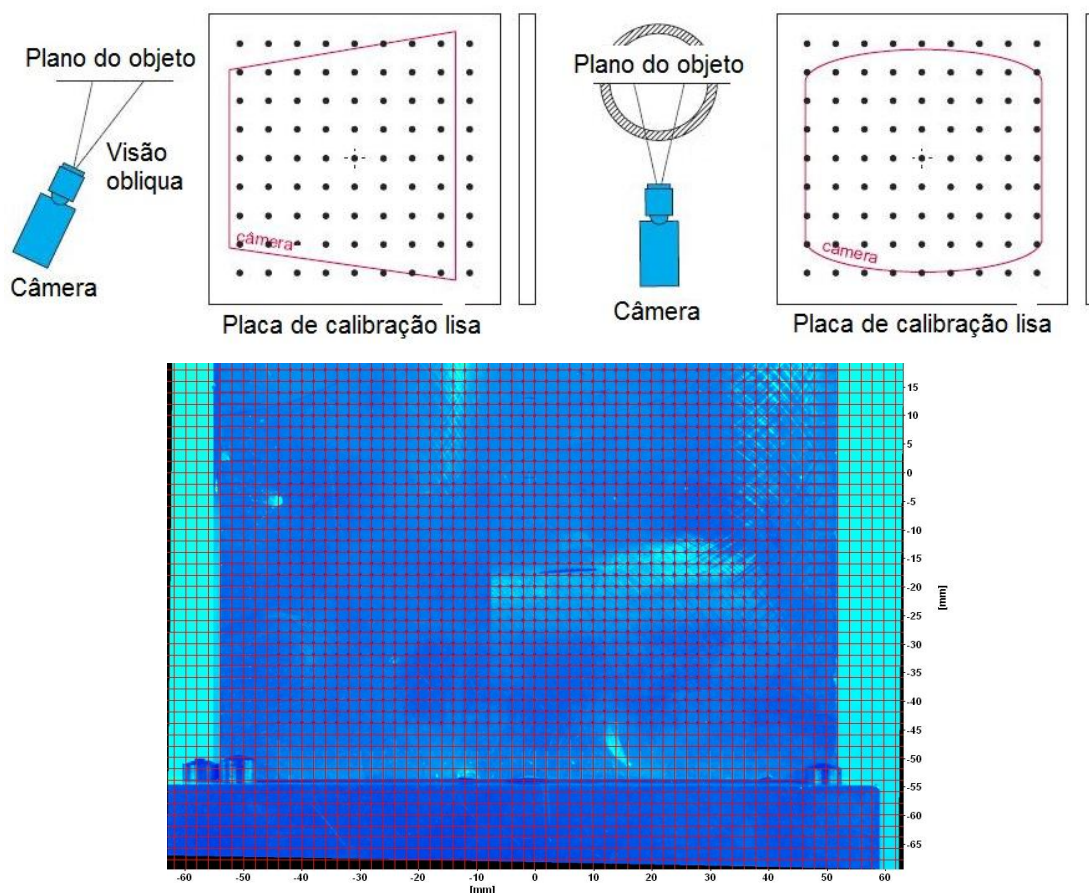 Plano do objeto
Visão
obliqua
Câmera
câmera
Placa de calibração lisa
Plano do objeto
Câmera
câmera
Placa de calibração lisa
15
10
5
0
-5
-10
-15
-20
-25
-30
-35
-40
-45
-50
-55
-60
-65
[mm]
-60 -50 -40 -30 -20 -10 0 10 20 30 40 50 60
[mm]